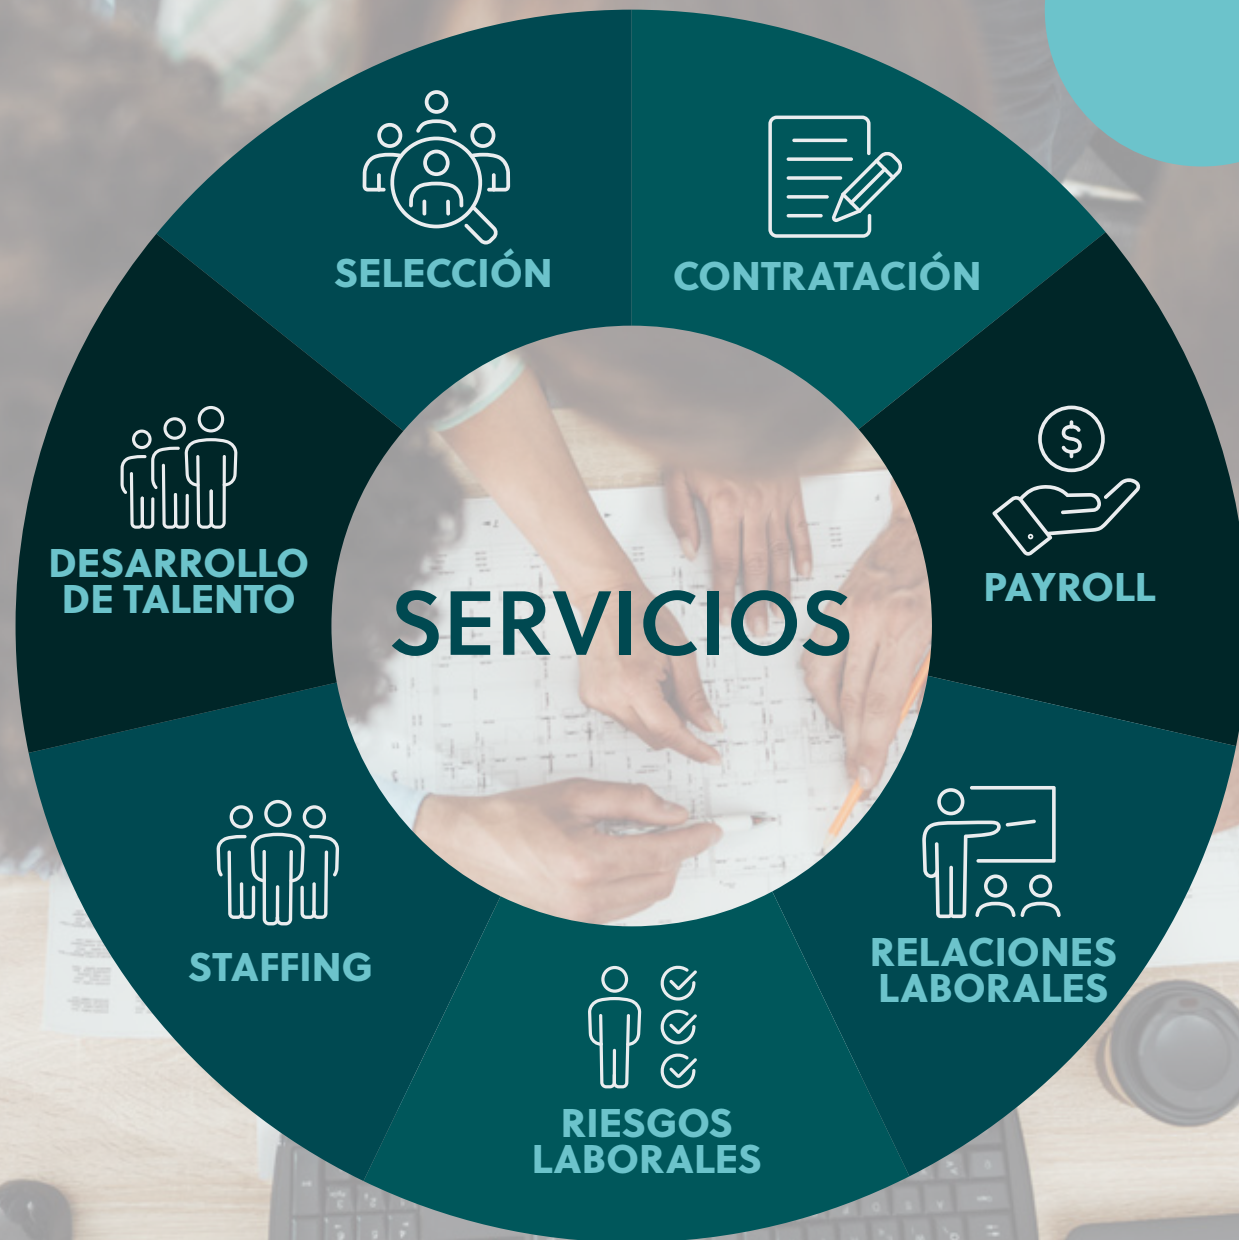 SELECCIÓN
CONTRATACIÓN
$
PAYROLL
DESARROLLO
DE TALENTO
SERVICIOS
STAFFING
RELACIONES
LABORALES
RIESGOS
LABORALES